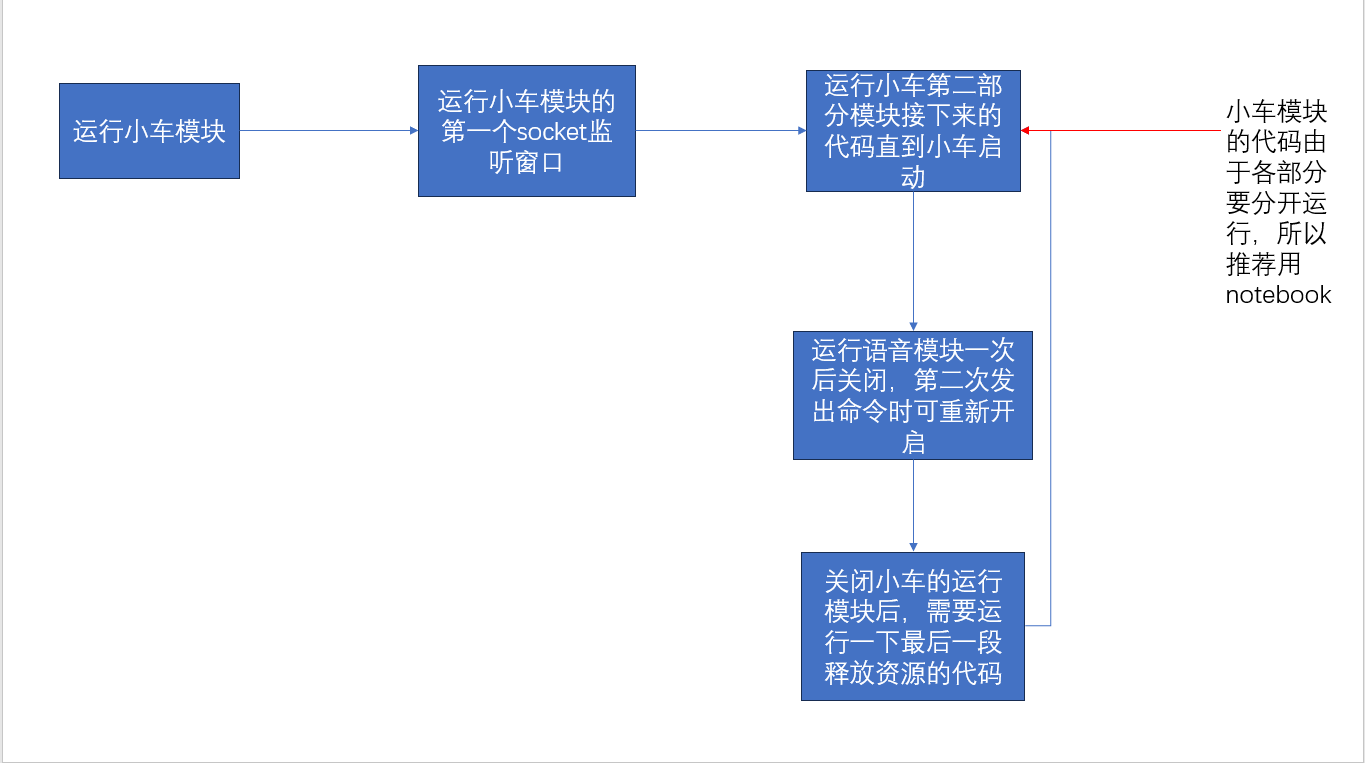 运行小车模块
运行小车模块的
第一个socket监
听窗口
运行小车第二部
分模块接下来的
代码直到小车启
动
小车模块
的代码由
于各部分
要分开运
行，所以
推荐用
notebook
运行语音模块一次
后关闭，第二次发
出命令时可重新开
启
关闭小车的运行
模块后，需要运
行一下最后一段
释放资源的代码